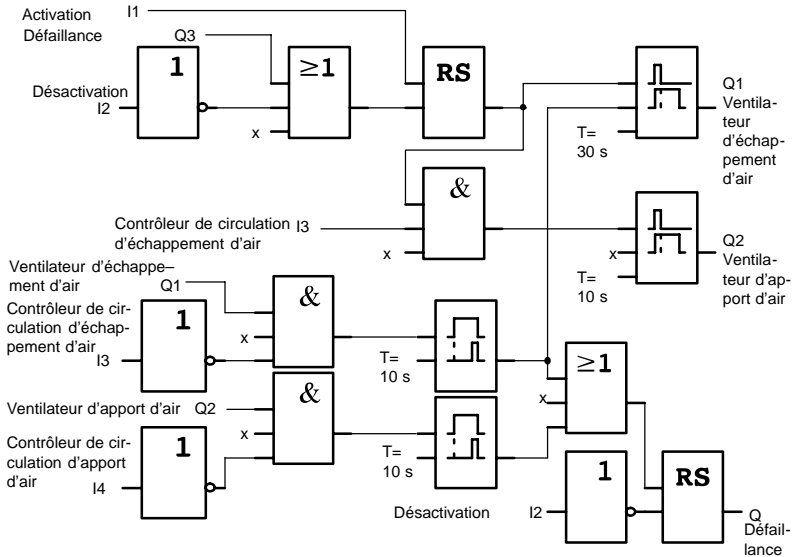 Activation
I1
Défaillance
Q3
Désactivation
I2
1
≥1
x
RS
T=
30 s
Q1
Ventila-
teur
d'échap-
pement
d'air
&
Contrôleur de circulation
d'échappement d'air
I3
x
x
T=
10 s
Q2
Ventila-
teur d'ap-
port d'air
Ventilateur d'échappe–
ment d'air
Q1
Contrôleur de cir-
culation d'échap-
pement d'air
I3
1
x
&
T=
10 s
≥1
x
Ventilateur d'apport d'air
Q2
Contrôleur de cir-
culation d'apport
d'air
I4
1
x
&
T=
10 s
Désactivation
I2
1
RS
Q
Défail-
lance